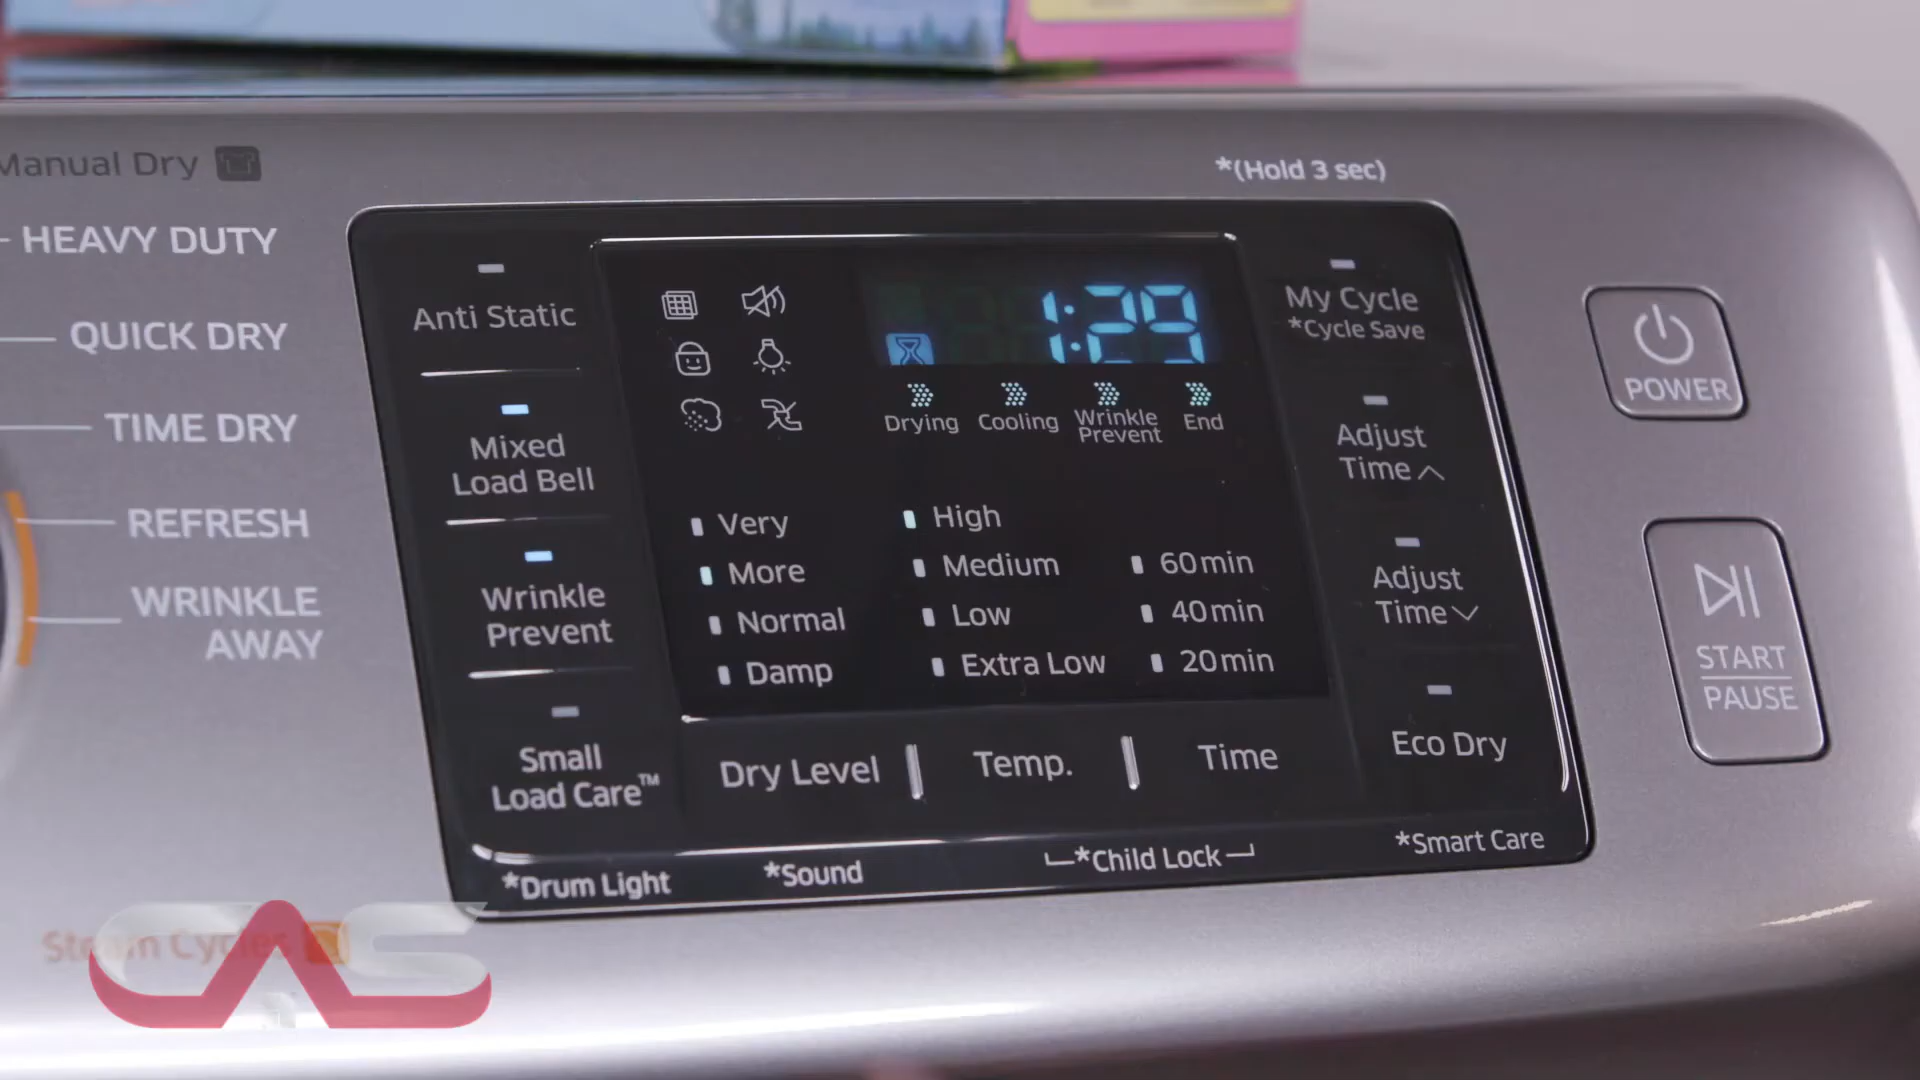 Manual Dry
HEAVY DUTY
QUICK DRY
TIME DRY
REFRESH
WRINKLE
AWAY
Steam Cycles
*(Hold 3 sec)
Anti Static
Mixed
Load Bell
Wrinkle
Prevent
Small
Load Care™
1:29
Drying
Cooling
Wrinkle
Prevent
End
Very
More
Normal
Damp
High
Medium
Low
Extra Low
60min
40min
20min
Dry Level
Temp.
Time
My Cycle
*Cycle Save
Adjust
Time
Adjust
Time
Eco Dry
*Drum Light
*Sound
*Child Lock
*Smart Care
POWER
START
PAUSE
CAS